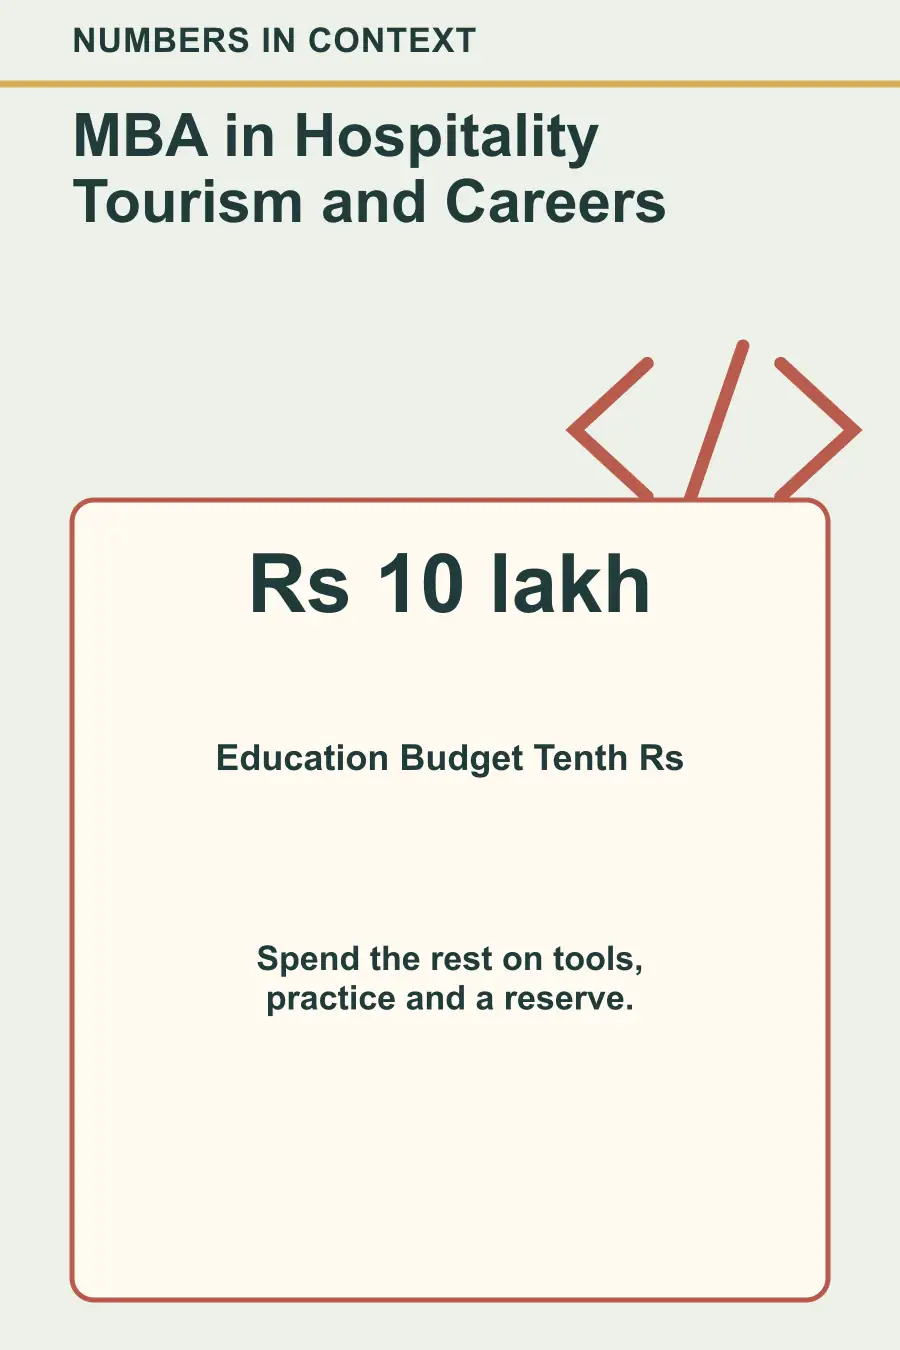 NUMBERS IN CONTEXT
MBA in Hospitality
Tourism and Careers
Rs 10 lakh
Education Budget Tenth Rs
Spend the rest on tools,
practice and a reserve.